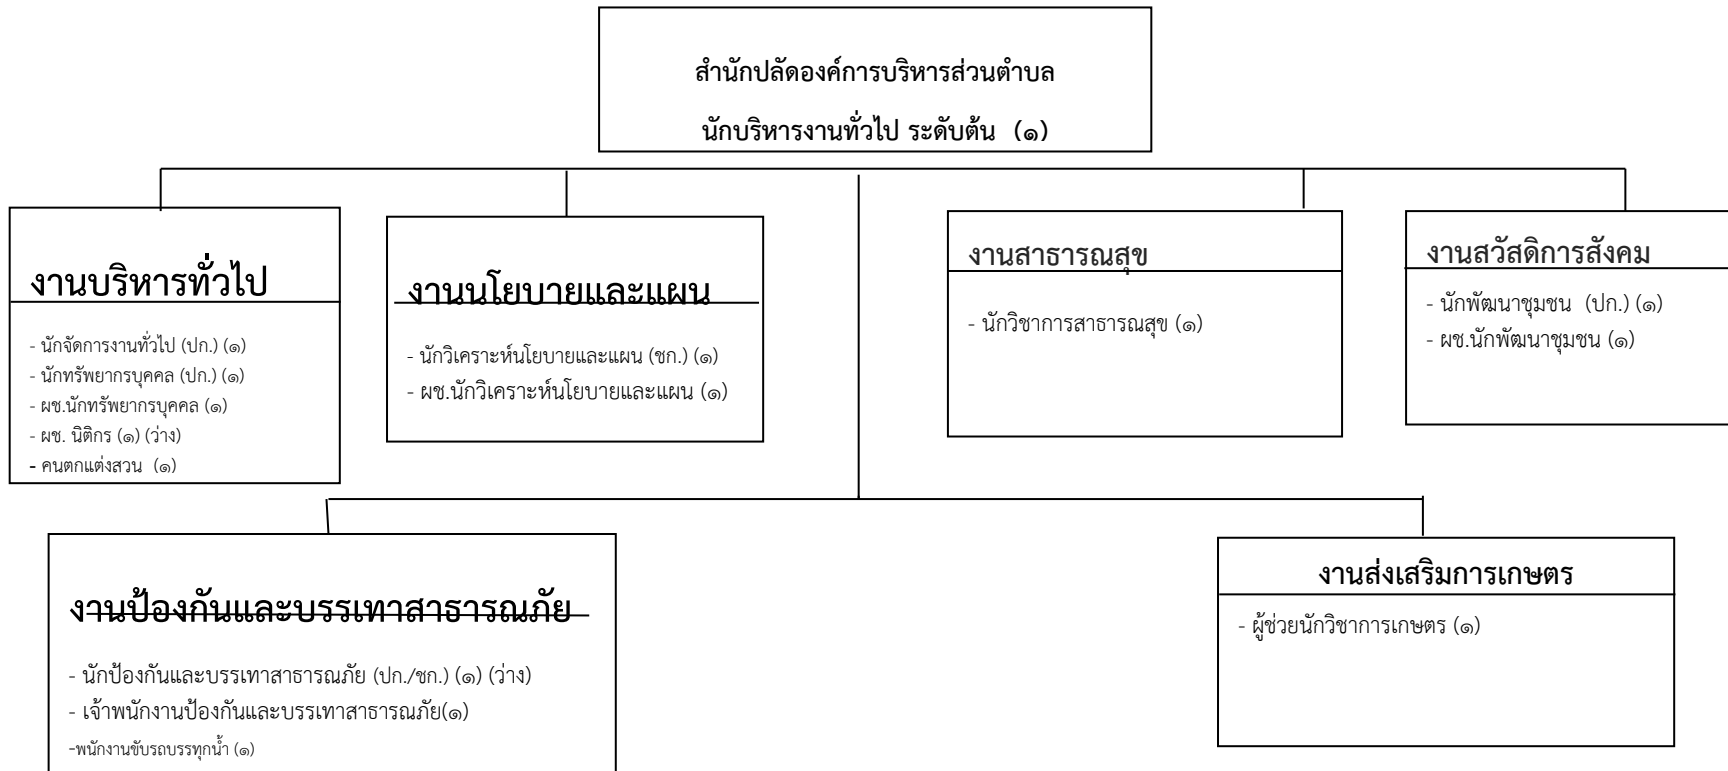 สำนักปลัดองค์การบริหารส่วนตำบล
นักบริหารงานทั่วไป ระดับต้น (๑)
งานบริหารทั่วไป
- นักจัดการงานทั่วไป (ปก.) (๑)
- นักทรัพยากรบุคคล (ปก.) (๑)
- ผช.นักทรัพยากรบุคคล (๑)
- ผช. นิติกร (๑) (ว่าง)
- คนตกแต่งสวน (๑)
งานนโยบายและแผน
- นักวิเคราะห์นโยบายและแผน (ชก.) (๑)
- ผช.นักวิเคราะห์นโยบายและแผน (๑)
งานสาธารณสุข
- นักวิชาการสาธารณสุข (๑)
งานสวัสดิการสังคม
- นักพัฒนาชุมชน (ปก.) (๑)
- ผช.นักพัฒนาชุมชน (๑)
งานป้องกันและบรรเทาสาธารณภัย
- นักป้องกันและบรรเทาสาธารณภัย (ปก./ชก.) (๑) (ว่าง)
- เจ้าพนักงานป้องกันและบรรเทาสาธารณภัย(๑)
-พนักงานขับรถบรรทุกน้ำ (๑)
งานส่งเสริมการเกษตร
- ผู้ช่วยนักวิชาการเกษตร (๑)